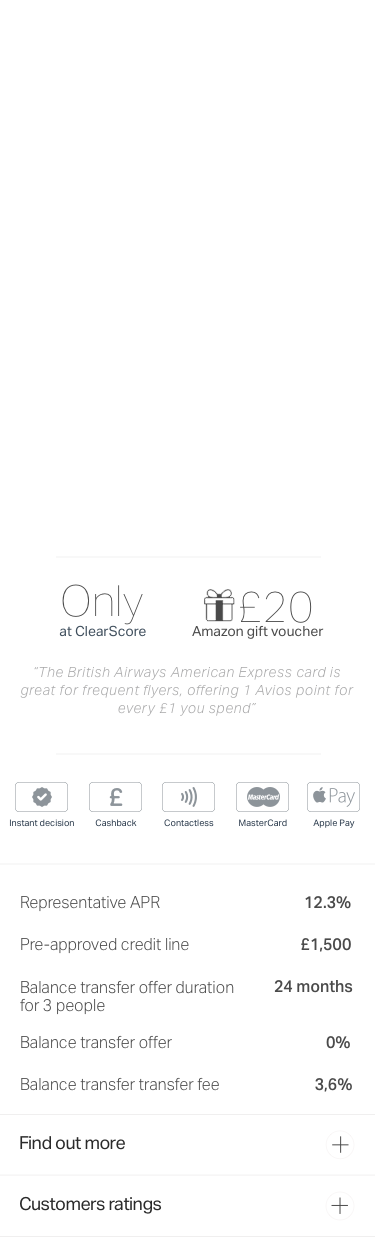 Only
at ClearScore
£20
Amazon gift voucher
“The British Airways American Express card is
great for frequent flyers, offering 1 Avios point for
every £1 you spend”
£
MasterCard
Pay
Instant decision
Cashback
Contactless
MasterCard
Apple Pay
Representative APR
12.3%
Pre-approved credit line
£1,500
Balance transfer offer duration
for 3 people
24 months
Balance transfer offer
0%
Balance transfer transfer fee
3,6%
Find out more
Customers ratings